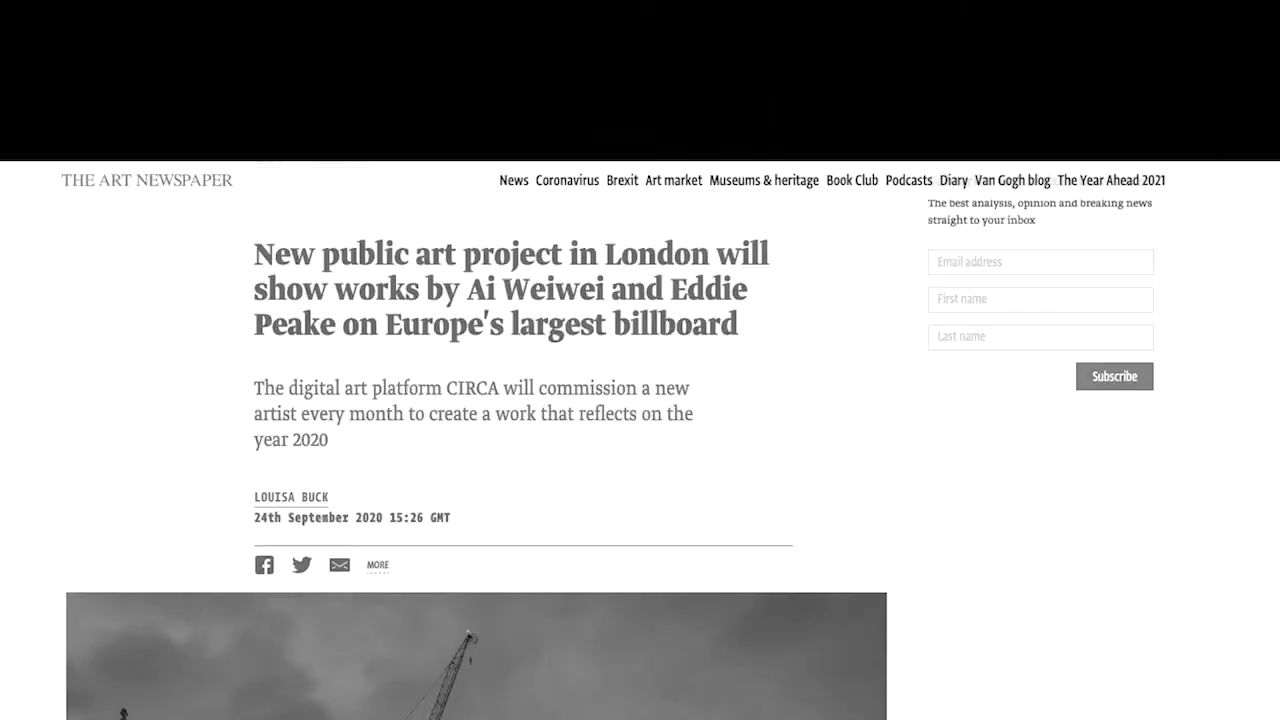 THE ART NEWSPAPER
News Coronavirus Brexit Art market Museums & heritage Book Club Podcasts Diary Van Gogh blog The Year Ahead 2021
The best analysis, opinion and breaking news
straight to your inbox
Email address
First name
Last name
Subscribe
New public art project in London will
show works by Ai Weiwei and Eddie
Peake on Europe's largest billboard
The digital art platform CIRCA will commission a new
artist every month to create a work that reflects on the
year 2020
LOUISA BUCK
24th September 2020 15:26 GMT
MORE